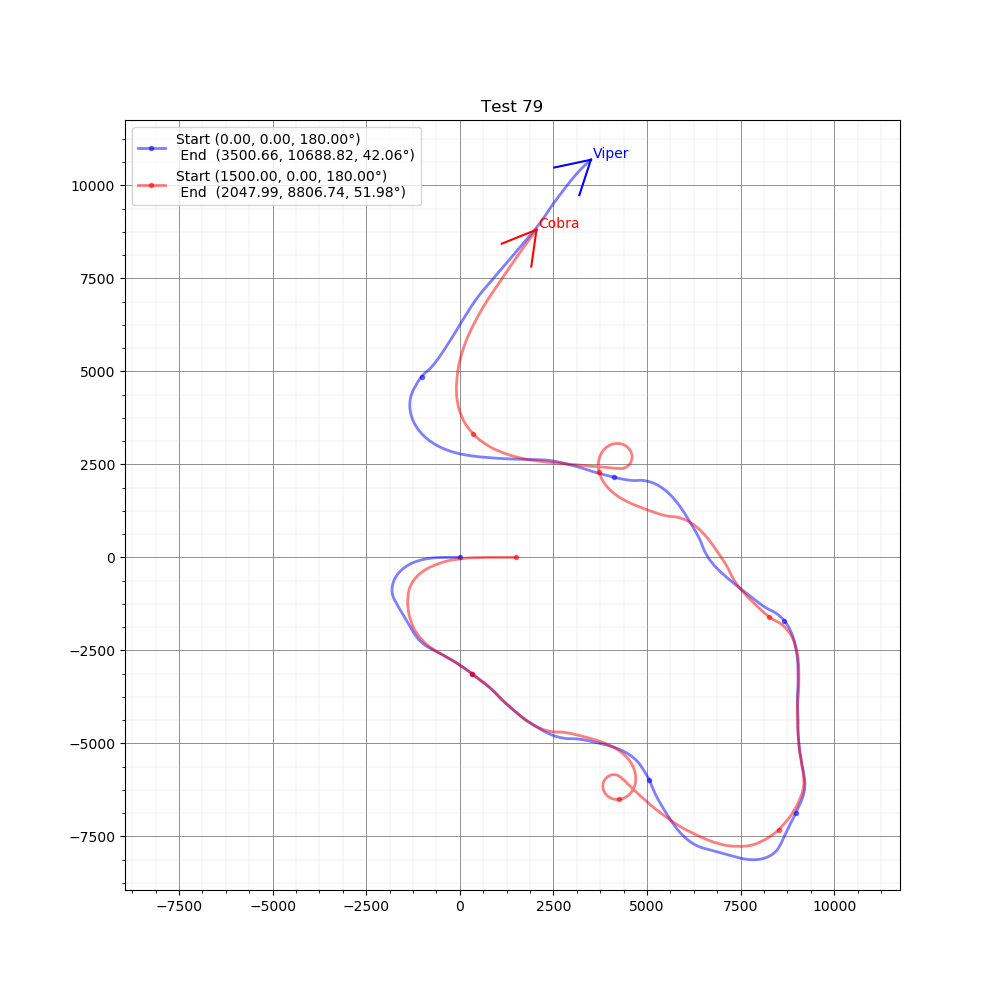 Test 79
Start (0.00, 0.00, 180.00°)
End  (3500.66, 10688.82, 42.06°)
Start (1500.00, 0.00, 180.00°)
End  (2047.99, 8806.74, 51.98°)
Viper
Cobra
10000
7500
5000
2500
0
−2500
−5000
−7500
−7500
−5000
−2500
0
2500
5000
7500
10000